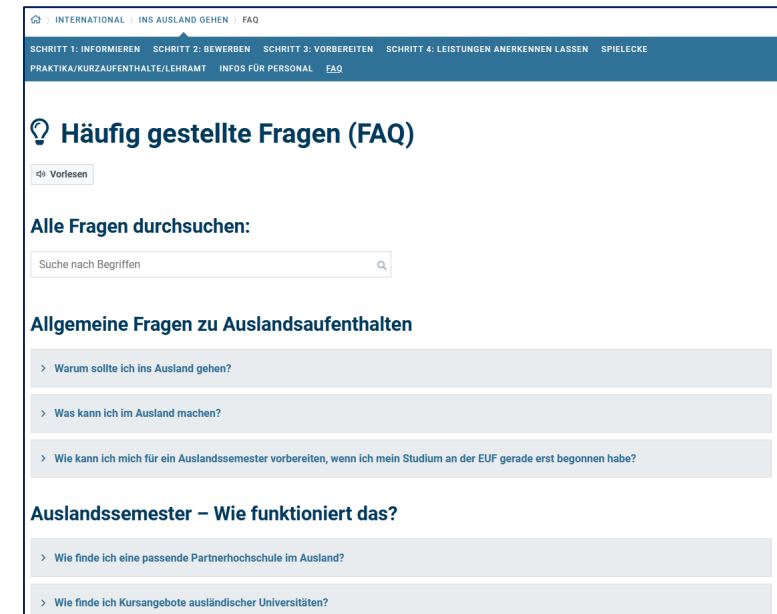 INTERNATIONAL INS AUSLAND GEHEN FAQ
SCHRITT 1: INFORMIEREN SCHRITT 2: BEWERBEN SCHRITT 3: VORBEREITEN SCHRITT 4: LEISTUNGEN ANERKENNEN LASSEN SPIELECKE
PRAKTIKA/KURZAUFENTHALTE/LEHRAMT INFOS FÜR PERSONAL FAQ
Häufig gestellte Fragen (FAQ)
Vorlesen
Alle Fragen durchsuchen:
Suche nach Begriffen
Allgemeine Fragen zu Auslandsaufenthalten
Warum sollte ich ins Ausland gehen?
Was kann ich im Ausland machen?
Wie kann ich mich für ein Auslandssemester vorbereiten, wenn ich mein Studium an der EUF gerade erst begonnen habe?
Auslandssemester – Wie funktioniert das?
Wie finde ich eine passende Partnerhochschule im Ausland?
Wie finde ich Kursangebote ausländischer Universitäten?